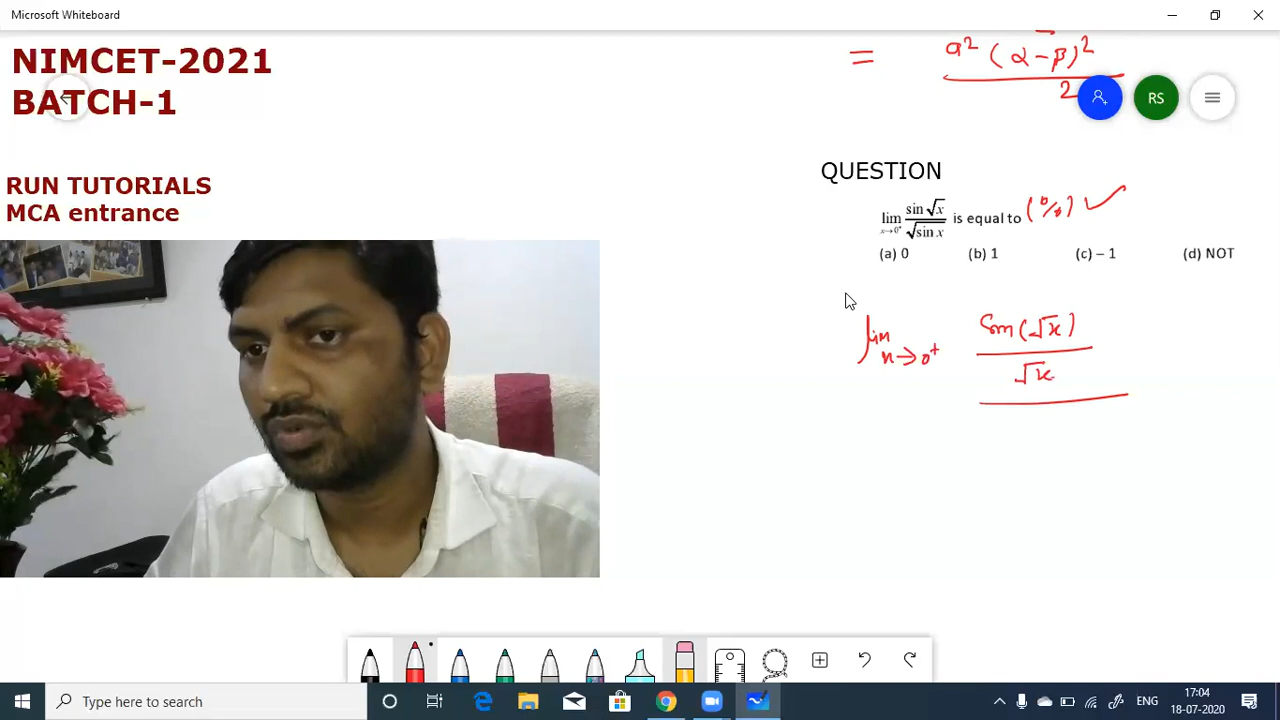 Microsoft Whiteboard
NIMCET-2021
BATCH-1
= a² (α – β)²
2
RS
RUN TUTORIALS
MCA entrance
QUESTION
lim x→0⁺ sin √x / √sin x is equal to (0/0) ✓
(a) 0 (b) 1 (c) – 1 (d) NOT
lim x→0⁺ Sin(√x)
√x
Type here to search
ENG
17:04
18-07-2020